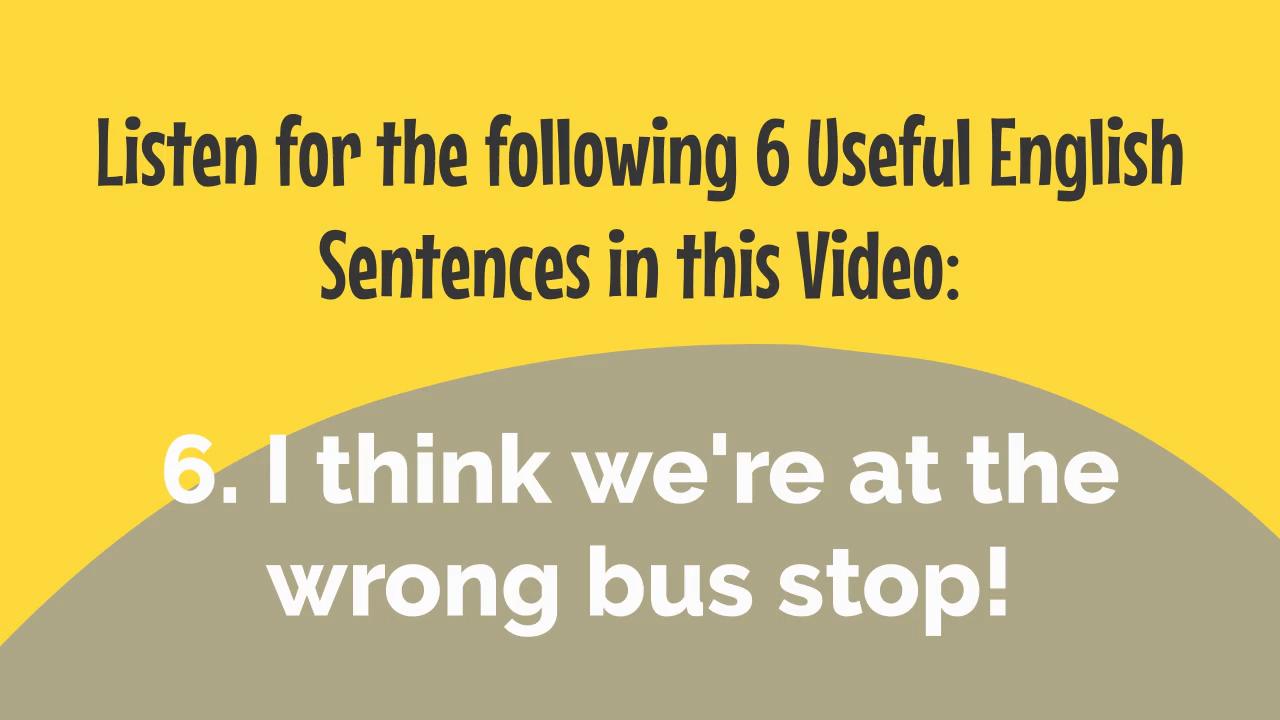 Listen for the following 6 Useful English
Sentences in this Video:
6. I think we're at the
wrong bus stop!